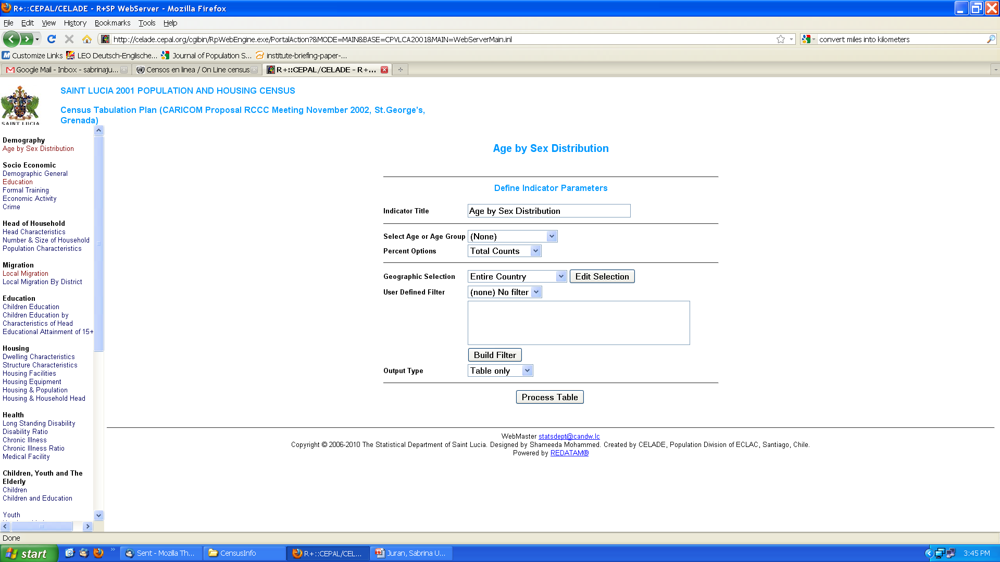 R+::CEPAL/CELADE - R+SP WebServer - Mozilla Firefox
File Edit View History Bookmarks Tools Help
http://celade.cepal.org/cgibin/RpWebEngine.exe/PortalAction?&MODE=MAIN&BASE=CPVLCA2001&MAIN=WebServerMain.inl
convert miles into kilometers
Customize Links LEO Deutsch-Englische... Journal of Population S... institute-briefing-paper-...
Google Mail - Inbox - sabrinaju... Censos en linea / On Line census R+::CEPAL/CELADE - R+...
SAINT LUCIA
SAINT LUCIA 2001 POPULATION AND HOUSING CENSUS
Census Tabulation Plan (CARICOM Proposal RCCC Meeting November 2002, St.George's,
Grenada)
Demography
Age by Sex Distribution
Socio Economic
Demographic General
Education
Formal Training
Economic Activity
Crime
Head of Household
Head Characteristics
Number & Size of Household
Population Characteristics
Migration
Local Migration
Local Migration By District
Education
Children Education
Children Education by
Characteristics of Head
Educational Attainment of 15+
Housing
Dwelling Characteristics
Structure Characteristics
Housing Facilities
Housing Equipment
Housing & Population
Housing & Household Head
Health
Long Standing Disability
Disability Ratio
Chronic Illness
Chronic Illness Ratio
Medical Facility
Children, Youth and The
Elderly
Children
Children and Education
Youth
Age by Sex Distribution
Define Indicator Parameters
Indicator Title Age by Sex Distribution
Select Age or Age Group (None)
Percent Options Total Counts
Geographic Selection Entire Country Edit Selection
User Defined Filter (none) No filter
Build Filter
Output Type Table only
Process Table
WebMaster statsdept@candw.lc
Copyright © 2006-2010 The Statistical Department of Saint Lucia. Designed by Shameeda Mohammed. Created by CELADE, Population Division of ECLAC, Santiago, Chile.
Powered by REDATAM®
Done
start Sent - Mozilla Th... CensusInfo R+::CEPAL/CEL... Juran, Sabrina U... 3:45 PM